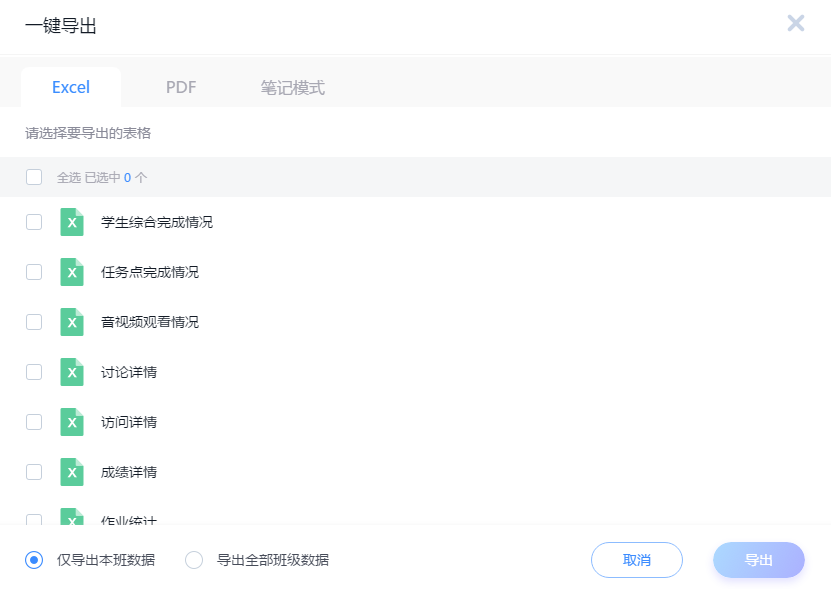 一键导出
Excel PDF 笔记模式
请选择要导出的表格
全选 已选中 0 个
X 学生综合完成情况
X 任务点完成情况
X 音视频观看情况
X 讨论详情
X 访问详情
X 成绩详情
X 作业统计
仅导出本班数据 导出全部班级数据 取消 导出